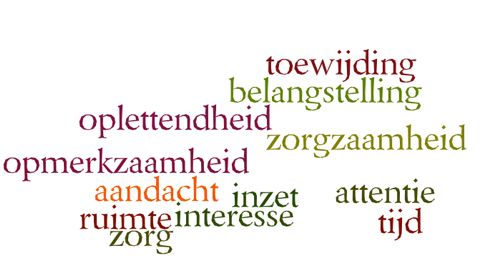 toewijding
belangstelling
oplettendheid
zorgzaamheid
opmerkzaamheid
aandacht
inzet
attentie
ruimte
interesse
tijd
zorg